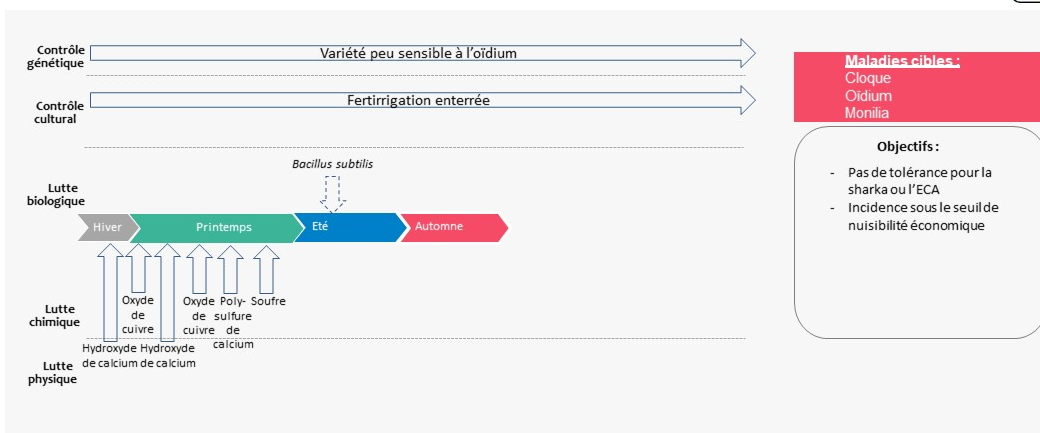 Contrôle
génétique
Variété peu sensible à l'oïdium
Contrôle
cultural
Fertirrigation enterrée
Maladies cibles :
Cloque
Oïdium
Monilia
Objectifs :
- Pas de tolérance pour la
sharka ou l'ECA
- Incidence sous le seuil de
nuisibilité économique
Bacillus subtilis
Lutte
biologique
Hiver
Printemps
Eté
Automne
Lutte
chimique
Oxyde
de
cuivre
Oxyde
de
cuivre
Poly-
sulfure
de
calcium
Soufre
Lutte
physique
Hydroxyde
de calcium
Hydroxyde
de calcium